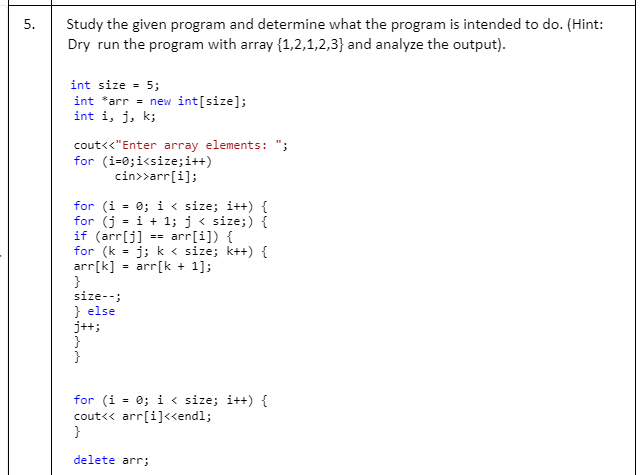 5. Study the given program and determine what the program is intended to do. (Hint:
Dry run the program with array {1,2,1,2,3} and analyze the output).
int size = 5;
int *arr = new int[size];
int i, j, k;
cout<<"Enter array elements: ";
for (i=0;i<size;i++)
cin>>arr[i];
for (i = 0; i < size; i++) {
for (j = i + 1; j < size;) {
if (arr[j] == arr[i]) {
for (k = j; k < size; k++) {
arr[k] = arr[k + 1];
}
size--;
} else
j++;
}
}
for (i = 0; i < size; i++) {
cout<< arr[i]<<endl;
}
delete arr;